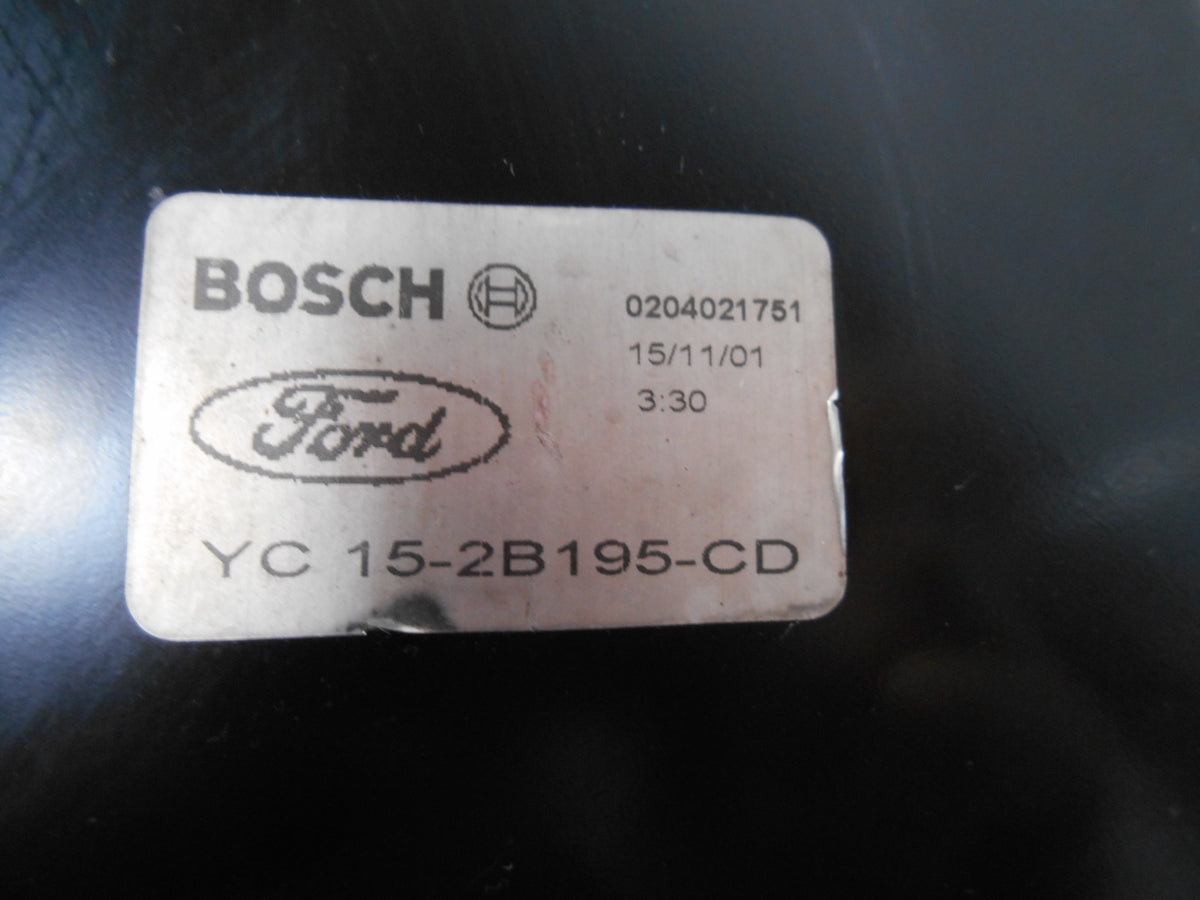 BOSCH
0204021751
15/11/01
3:30
Ford
YC 15-2B195-CD